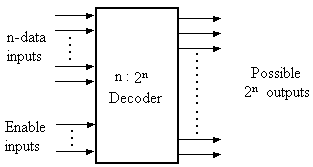 n-data
inputs
Enable
inputs
n : 2ⁿ
Decoder
Possible
2ⁿ outputs